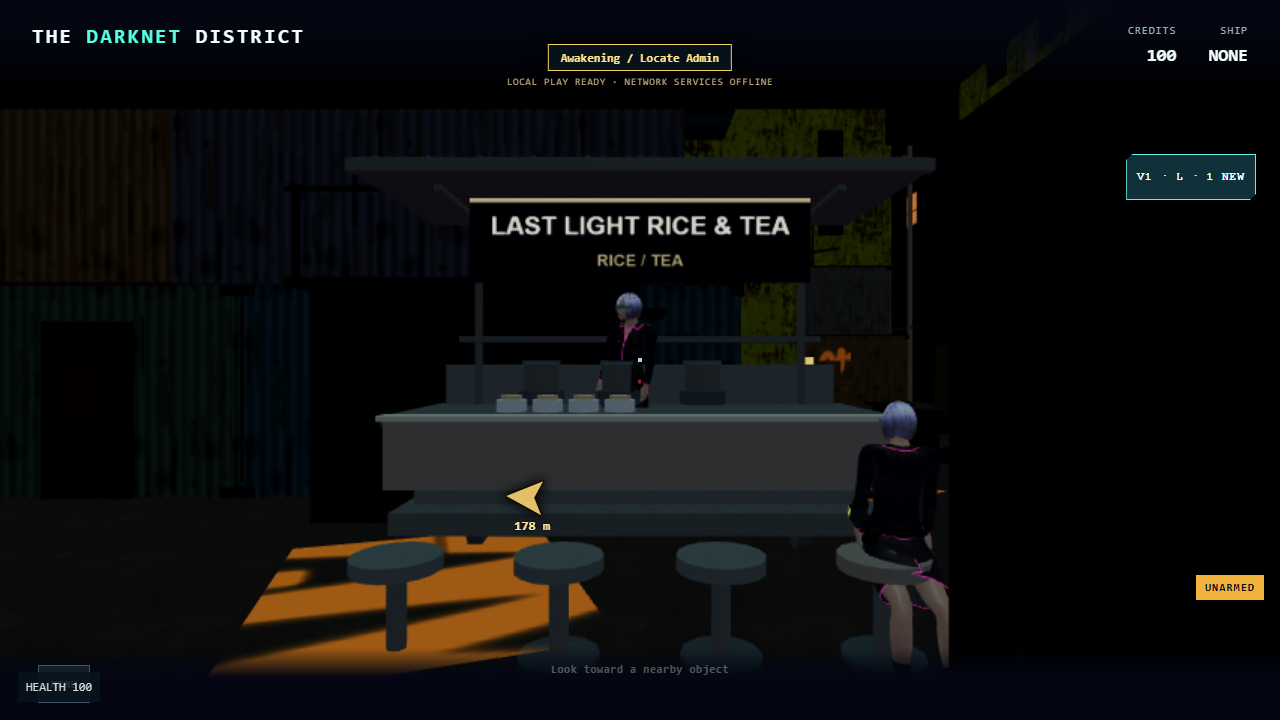 THE DARKNET DISTRICT
Awakening / Locate Admin
LOCAL PLAY READY · NETWORK SERVICES OFFLINE
CREDITS
100
SHIP
NONE
V1 · L · 1 NEW
LAST LIGHT RICE & TEA
RICE / TEA
178 m
UNARMED
Look toward a nearby object
HEALTH 100